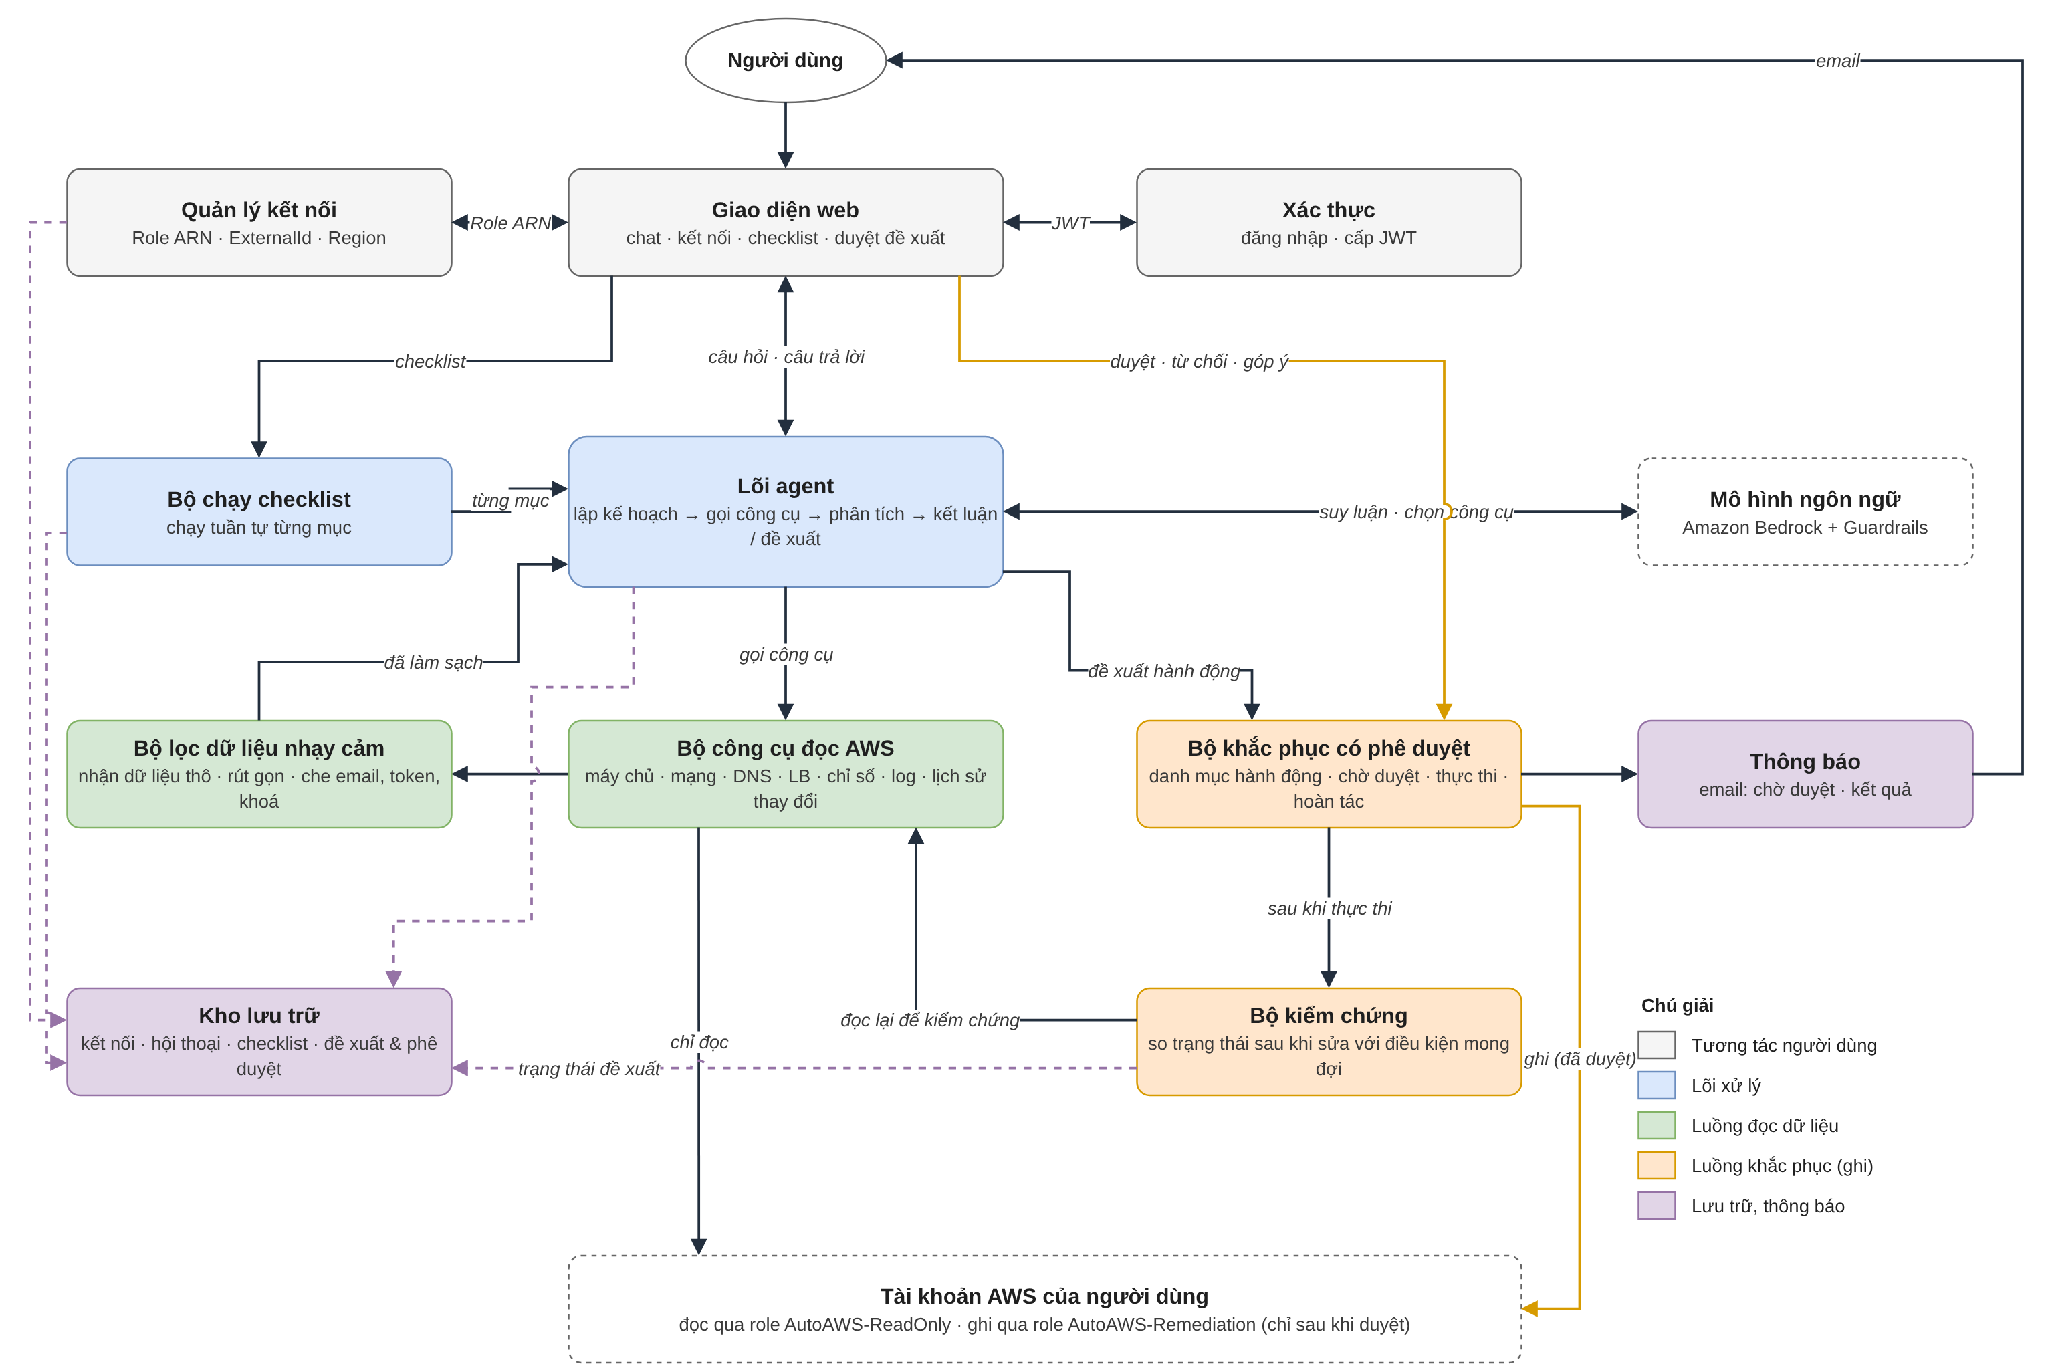 Người dùng
email
Quản lý kết nối
Role ARN · ExternalId · Region
Role ARN
Giao diện web
chat · kết nối · checklist · duyệt đề xuất
JWT
Xác thực
đăng nhập · cấp JWT
checklist
câu hỏi · câu trả lời
duyệt · từ chối · góp ý
Bộ chạy checklist
chạy tuần tự từng mục
từng mục
Lõi agent
lập kế hoạch → gọi công cụ → phân tích → kết luận
/ đề xuất
suy luận · chọn công cụ
Mô hình ngôn ngữ
Amazon Bedrock + Guardrails
đã làm sạch
gọi công cụ
đề xuất hành động
Bộ lọc dữ liệu nhạy cảm
nhận dữ liệu thô · rút gọn · che email, token,
khoá
Bộ công cụ đọc AWS
máy chủ · mạng · DNS · LB · chỉ số · log · lịch sử
thay đổi
Bộ khắc phục có phê duyệt
danh mục hành động · chờ duyệt · thực thi ·
hoàn tác
Thông báo
email: chờ duyệt · kết quả
sau khi thực thi
Kho lưu trữ
kết nối · hội thoại · checklist · đề xuất & phê
duyệt
trạng thái đề xuất
chỉ đọc
đọc lại để kiểm chứng
Bộ kiểm chứng
so trạng thái sau khi sửa với điều kiện mong
đợi
ghi (đã duyệt)
Chú giải
Tương tác người dùng
Lõi xử lý
Luồng đọc dữ liệu
Luồng khắc phục (ghi)
Lưu trữ, thông báo
Tài khoản AWS của người dùng
đọc qua role AutoAWS-ReadOnly · ghi qua role AutoAWS-Remediation (chỉ sau khi duyệt)